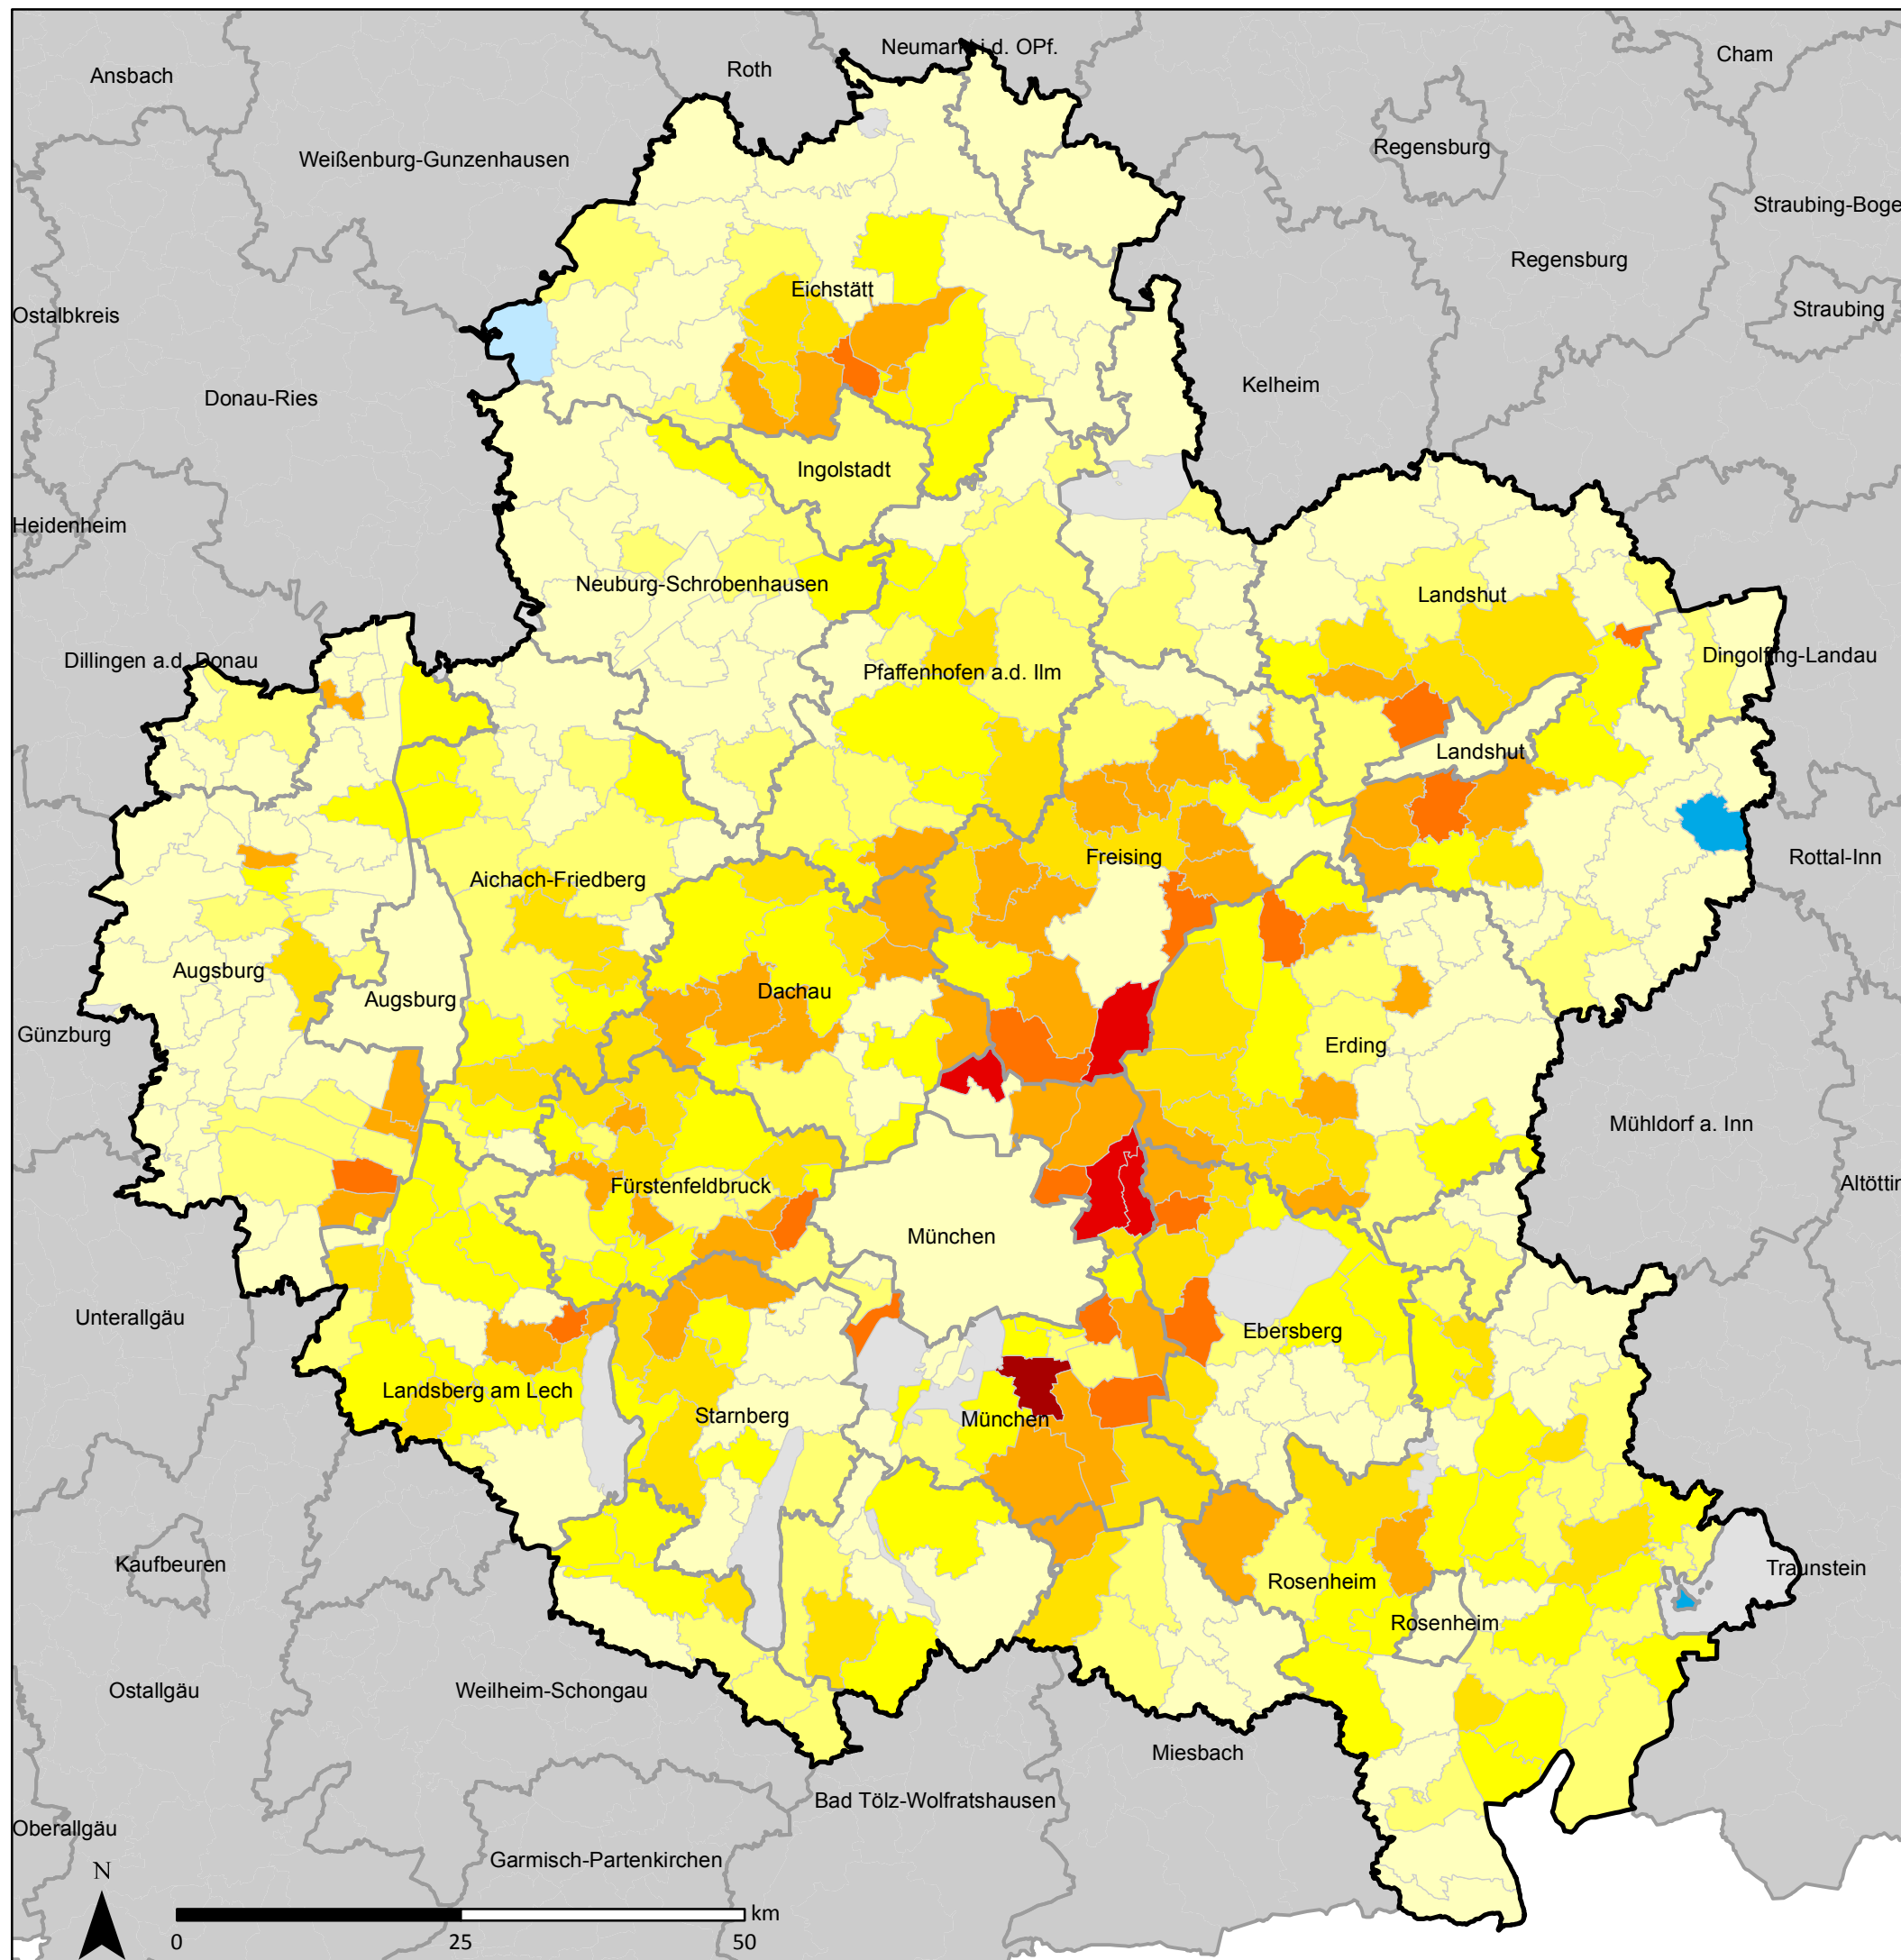 Neumarkt i.d. OPf.
Cham
Roth
Ansbach
Weißenburg-Gunzenhausen
Regensburg
Straubing-Boge
Regensburg
Eichstätt
Ostalbkreis
Straubing
Kelheim
Donau-Ries
Ingolstadt
Heidenheim
Neuburg-Schrobenhausen
Landshut
Dillingen a.d. Donau
Dingolfing-Landau
Pfaffenhofen a.d. Ilm
Landshut
Freising
Rottal-Inn
Aichach-Friedberg
Augsburg
Augsburg
Dachau
Günzburg
Erding
Mühldorf a. Inn
Fürstenfeldbruck
Altöttin
München
Unterallgäu
Ebersberg
Landsberg am Lech
Starnberg
München
Kaufbeuren
Traunstein
Rosenheim
Rosenheim
Ostallgäu
Weilheim-Schongau
Miesbach
Bad Tölz-Wolfratshausen
Oberallgäu
Garmisch-Partenkirchen
N
km
0 25 50